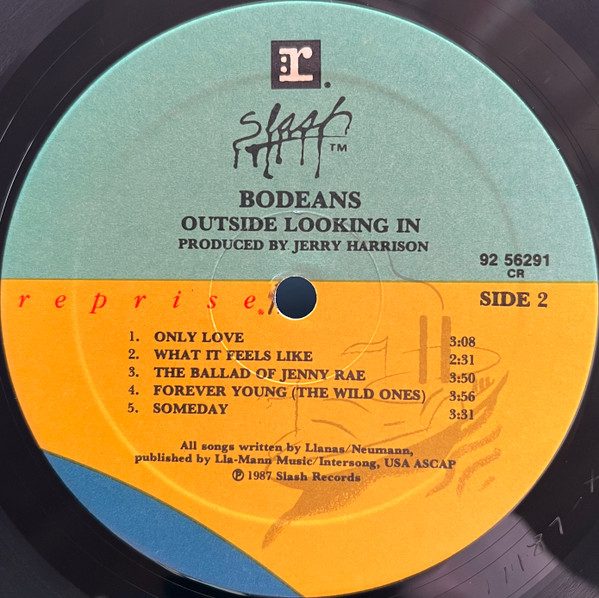 r
Slash TM
BODEANS
OUTSIDE LOOKING IN
PRODUCED BY JERRY HARRISON
92 56291
CR
reprise
SIDE 2
1. ONLY LOVE 3:08
2. WHAT IT FEELS LIKE 2:31
3. THE BALLAD OF JENNY RAE 3:50
4. FOREVER YOUNG (THE WILD ONES) 3:56
5. SOMEDAY 3:31
All songs written by Llanas/Neumann,
published by Lla-Mann Music/Intersong, USA ASCAP
℗ 1987 Slash Records